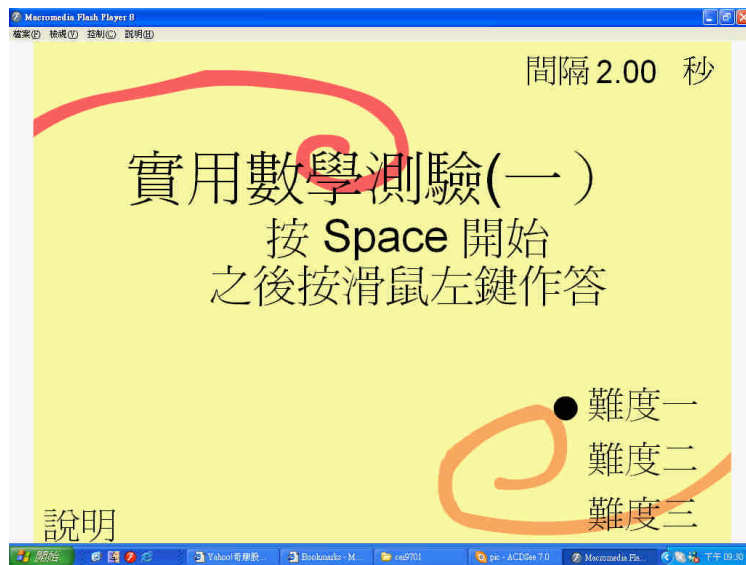 Macromedia Flash Player 8
檔案(F) 檢視(V) 控制(C) 說明(H)
間隔 2.00 秒
實用數學測驗(一)
按 Space 開始
之後按滑鼠左鍵作答
難度一
難度二
難度三
說明
開始 Yahoo!奇摩股... Bookmarks - M... rai9701 pic - ACDSee 7.0 Macromedia Fla... 下午 09:30